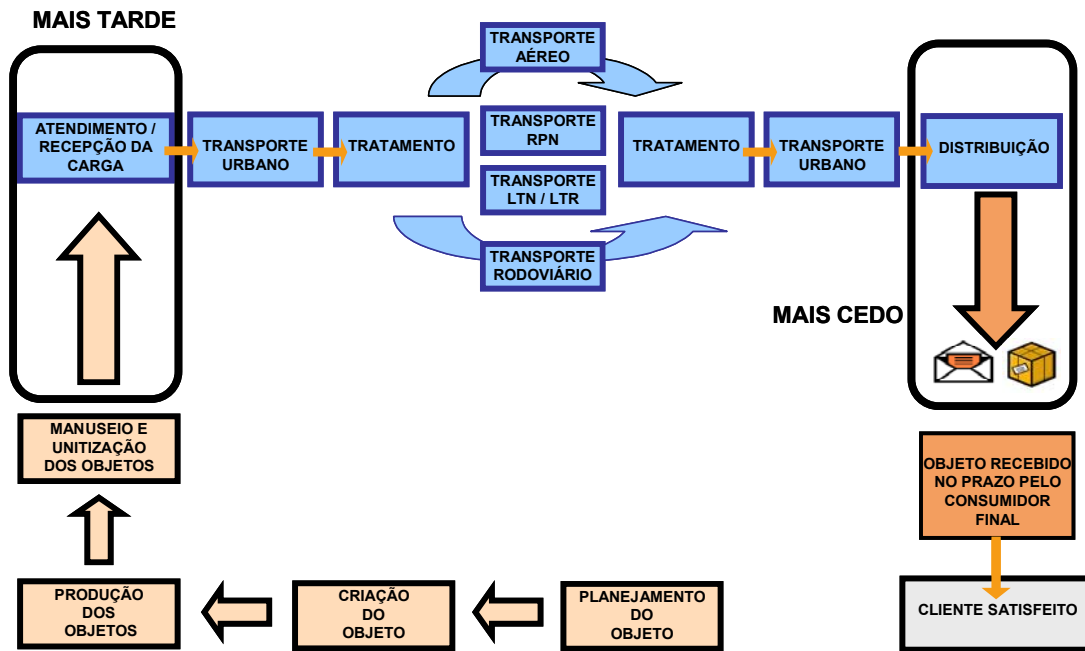 MAIS TARDE
TRANSPORTE
AÉREO
ATENDIMENTO /
RECEPÇÃO DA
CARGA
TRANSPORTE
URBANO
TRATAMENTO
TRANSPORTE
RPN
TRANSPORTE
LTN / LTR
TRANSPORTE
RODOVIÁRIO
TRATAMENTO
TRANSPORTE
URBANO
DISTRIBUIÇÃO
MAIS CEDO
MANUSEIO E
UNITIZAÇÃO
DOS OBJETOS
OBJETO RECEBIDO
NO PRAZO PELO
CONSUMIDOR
FINAL
PRODUÇÃO
DOS
OBJETOS
CRIAÇÃO
DO
OBJETO
PLANEJAMENTO
DO
OBJETO
CLIENTE SATISFEITO